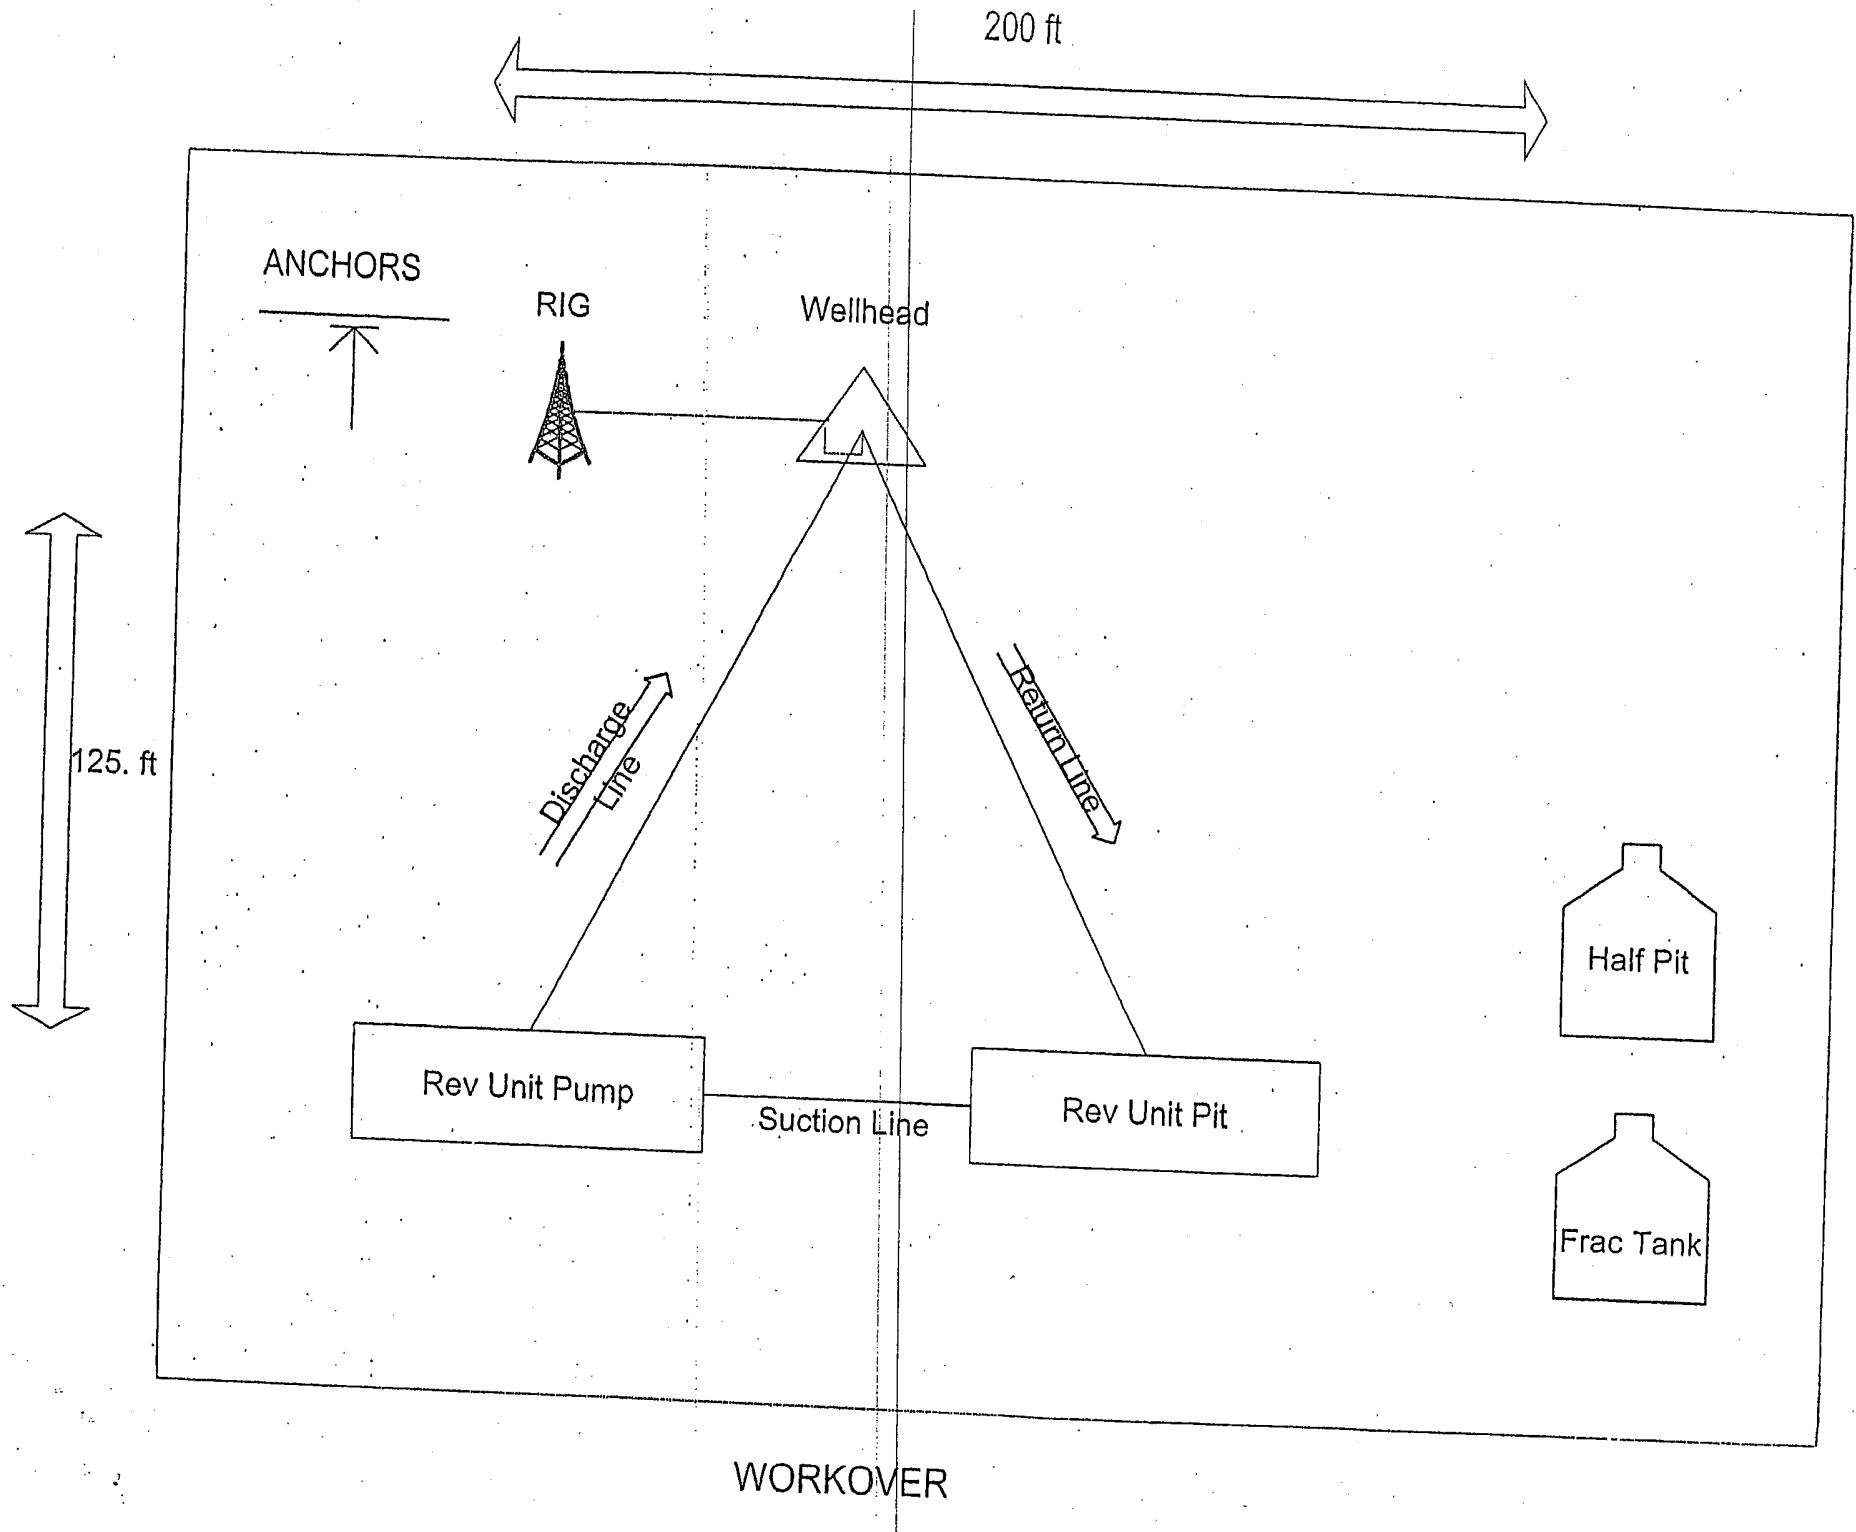 200 ft
ANCHORS
RIG
Wellhead
125. ft
Discharge
Line
Return Line
Half Pit
Rev Unit Pump
Suction Line
Rev Unit Pit
Frac Tank
WORKOVER